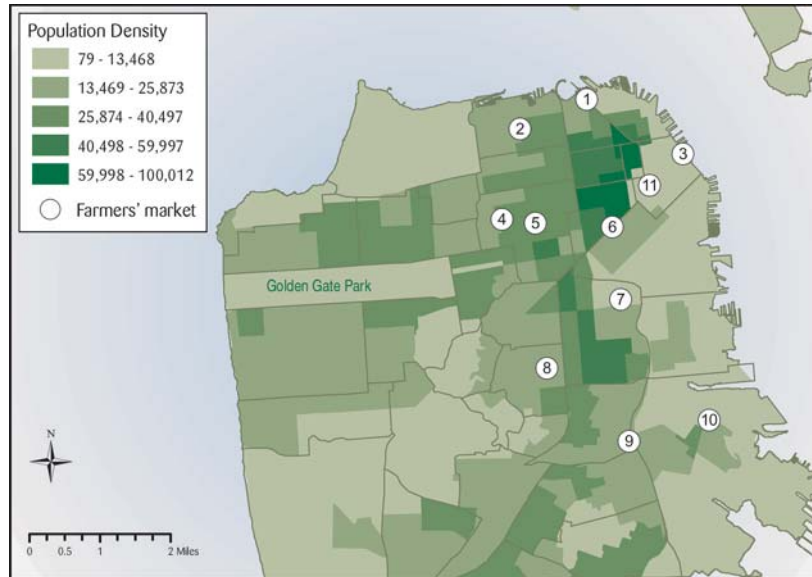 Population Density
79 - 13,468
13,469 - 25,873
25,874 - 40,497
40,498 - 59,997
59,998 - 100,012
Farmers' market
1
2
3
11
4
5
6
Golden Gate Park
7
8
10
9
N
0 0.5 1 2 Miles